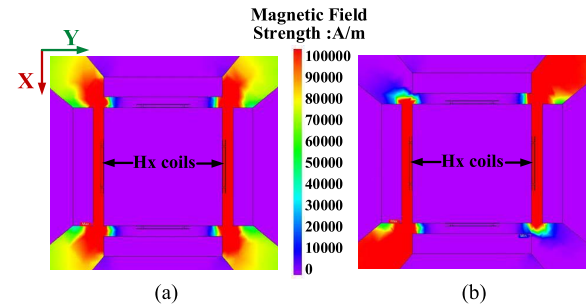 Magnetic Field
Strength :A/m
Y
X
100000
90000
80000
70000
60000
50000
40000
30000
20000
10000
0
Hx coils
Hx coils
(a)
(b)